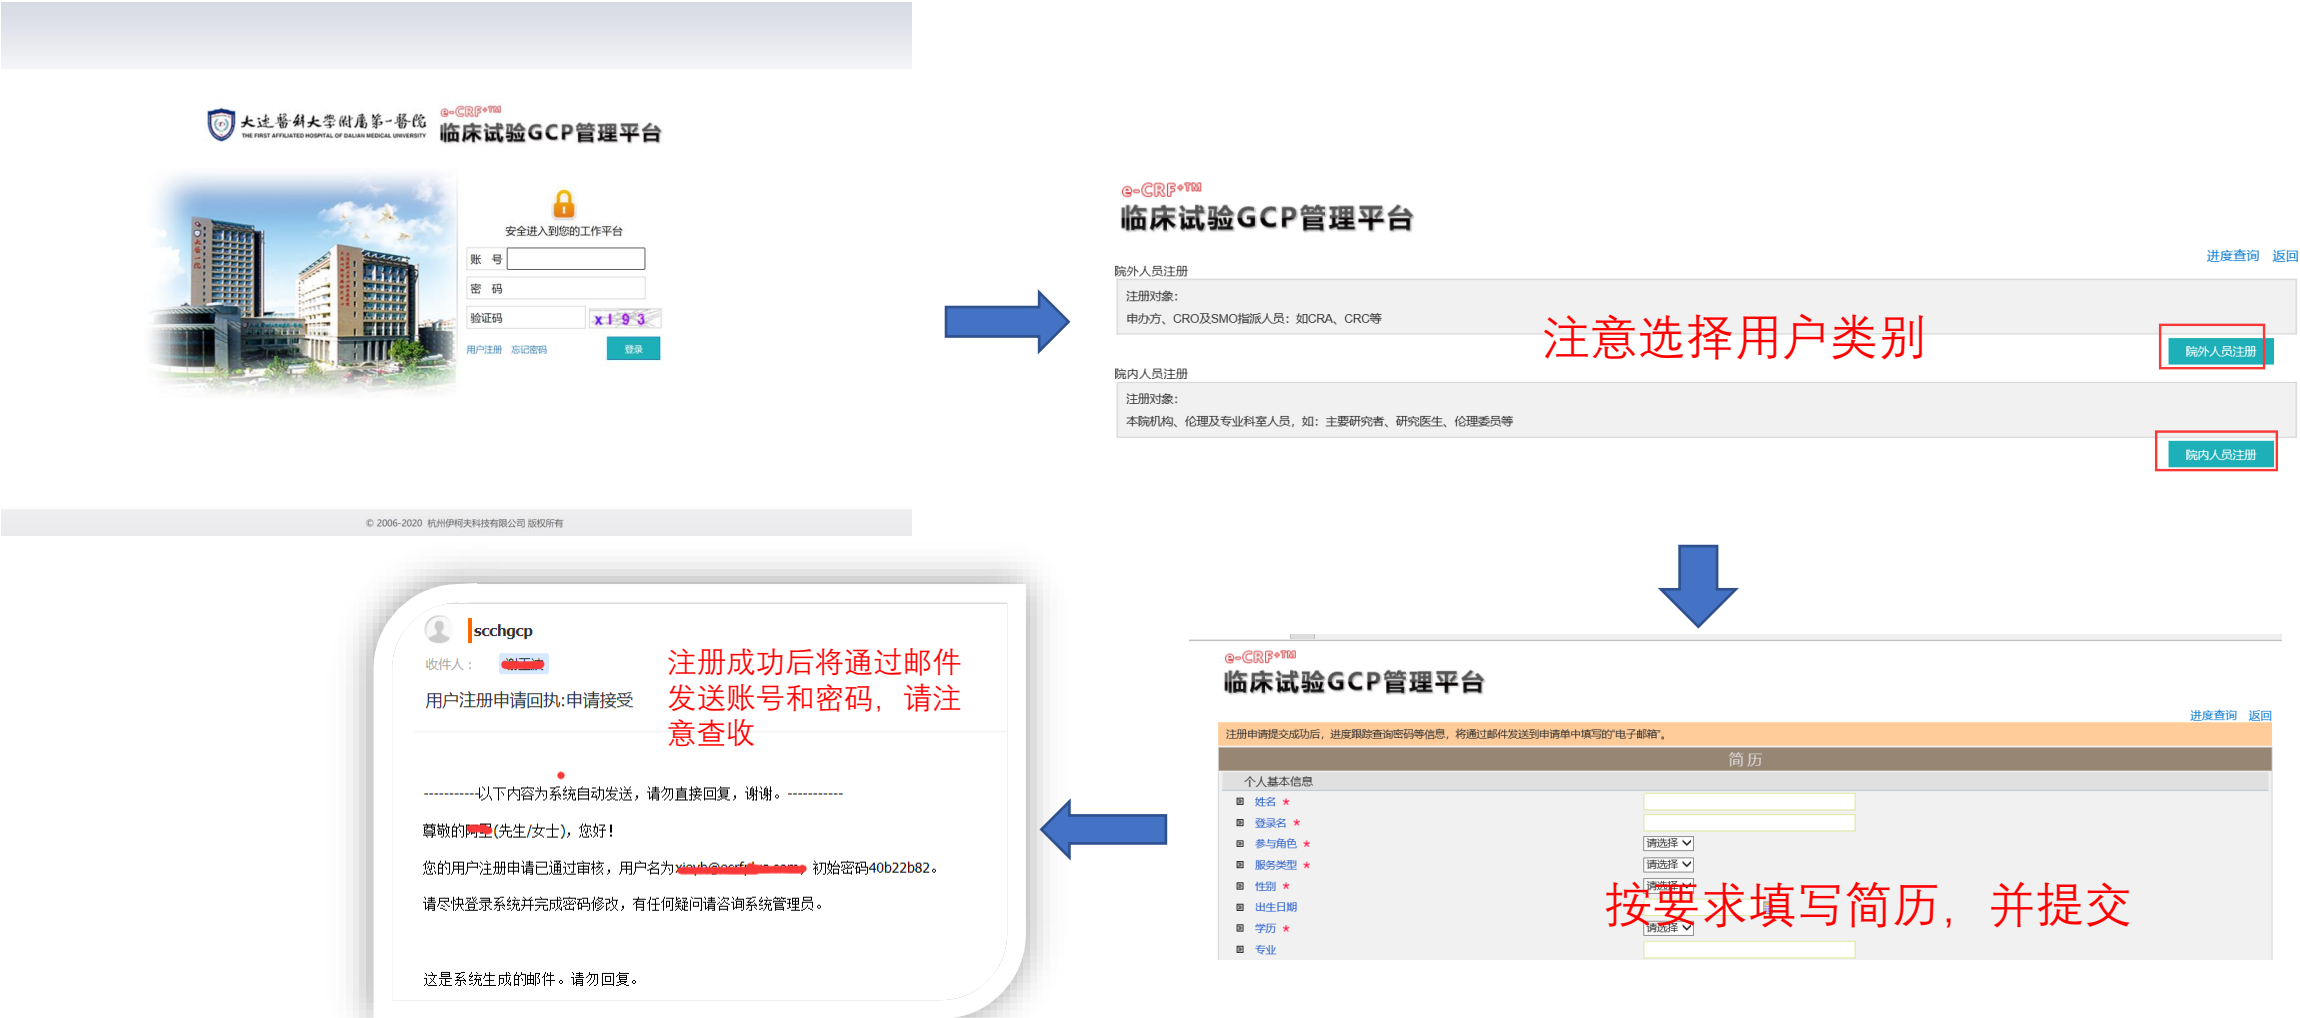 大连医科大学附属第一医院
THE FIRST AFFILIATED HOSPITAL OF DALIAN MEDICAL UNIVERSITY
e-CRF+TM
临床试验GCP管理平台
安全进入到您的工作平台
账 号
密 码
验证码
xl93
用户注册 忘记密码
登录
© 2006-2020 杭州伊柯夫科技有限公司 版权所有
e-CRF+TM
临床试验GCP管理平台
进度查询 返回
院外人员注册
注册对象：
申办方、CRO及SMO指派人员：如CRA、CRC等
注意选择用户类别
院外人员注册
院内人员注册
注册对象：
本院机构、伦理及专业科室人员，如：主要研究者、研究医生、伦理委员等
院内人员注册
e-CRF+TM
临床试验GCP管理平台
进度查询 返回
注册申请提交成功后，进度跟踪查询密码等信息，将通过邮件发送到申请单中填写的“电子邮箱”。
简历
个人基本信息
姓名 *
登录名 *
参与角色 * 请选择
服务类型 * 请选择
性别 * 请选择
出生日期
学历 * 请选择
专业
按要求填写简历，并提交
scchgcp
收件人：
用户注册申请回执:申请接受
注册成功后将通过邮件
发送账号和密码，请注
意查收
-----------以下内容为系统自动发送，请勿直接回复，谢谢。-----------
尊敬的(先生/女士)，您好！
您的用户注册申请已通过审核，用户名为，初始密码40b22b82。
请尽快登录系统并完成密码修改，有任何疑问请咨询系统管理员。
这是系统生成的邮件。请勿回复。